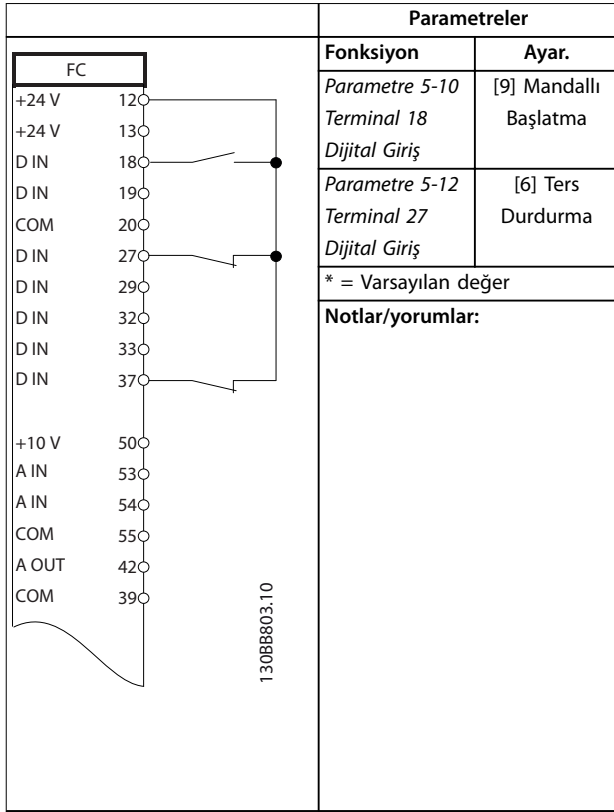 Parametreler
Fonksiyon Ayar.
Parametre 5-10 [9] Mandallı
Terminal 18 Başlatma
Dijital Giriş
Parametre 5-12 [6] Ters
Terminal 27 Durdurma
Dijital Giriş
* = Varsayılan değer
Notlar/yorumlar:
FC
+24 V 12
+24 V 13
D IN 18
D IN 19
COM 20
D IN 27
D IN 29
D IN 32
D IN 33
D IN 37
+10 V 50
A IN 53
A IN 54
COM 55
A OUT 42
COM 39
130BB803.10